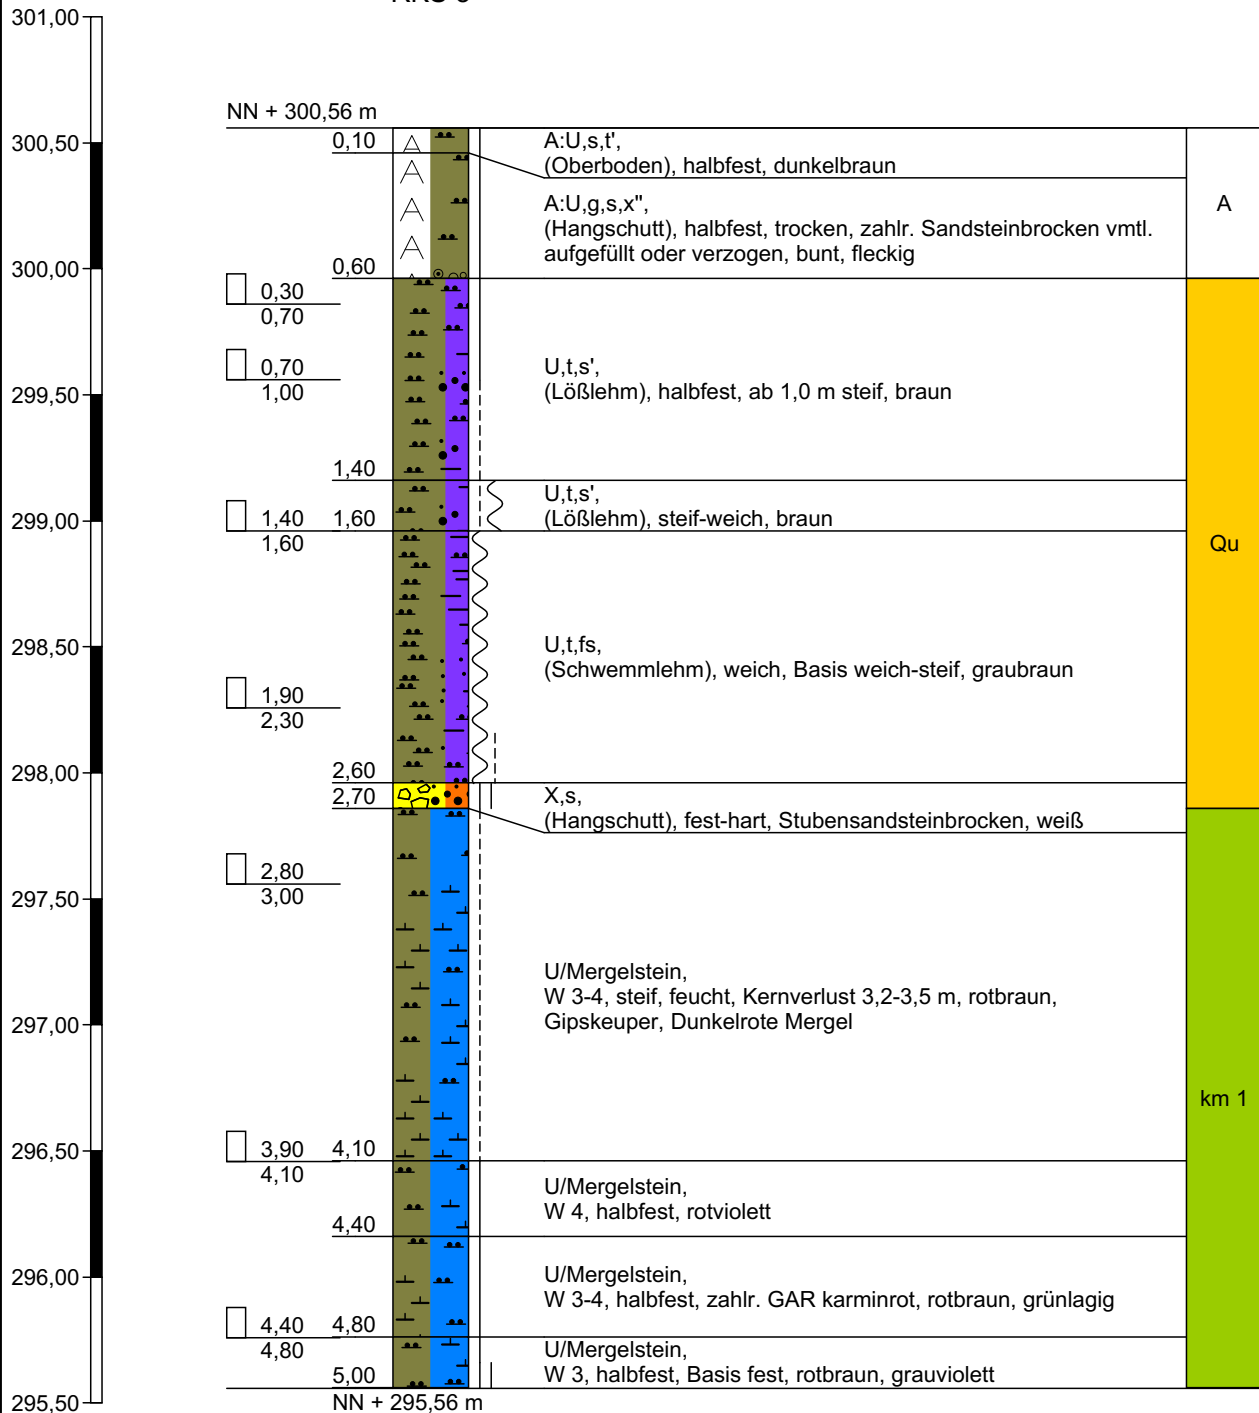 301,00
NN + 300,56 m
300,50
0,10
A:U,s,t',
(Oberboden), halbfest, dunkelbraun
A:U,g,s,x",
(Hangschutt), halbfest, trocken, zahlr. Sandsteinbrocken vmtl.
aufgefüllt oder verzogen, bunt, fleckig
A
300,00
0,60
0,30
0,70
0,70
1,00
299,50
U,t,s',
(Lößlehm), halbfest, ab 1,0 m steif, braun
1,40
299,00
1,40
1,60
1,60
U,t,s',
(Lößlehm), steif-weich, braun
Qu
298,50
U,t,fs,
(Schwemmlehm), weich, Basis weich-steif, graubraun
1,90
2,30
298,00
2,60
2,70
X,s,
(Hangschutt), fest-hart, Stubensandsteinbrocken, weiß
2,80
3,00
297,50
U/Mergelstein,
W 3-4, steif, feucht, Kernverlust 3,2-3,5 m, rotbraun,
Gipskeuper, Dunkelrote Mergel
297,00
km 1
296,50
3,90
4,10
4,10
U/Mergelstein,
W 4, halbfest, rotviolett
4,40
296,00
U/Mergelstein,
W 3-4, halbfest, zahlr. GAR karminrot, rotbraun, grünlagig
4,40
4,80
4,80
U/Mergelstein,
W 3, halbfest, Basis fest, rotbraun, grauviolett
5,00
295,50
NN + 295,56 m